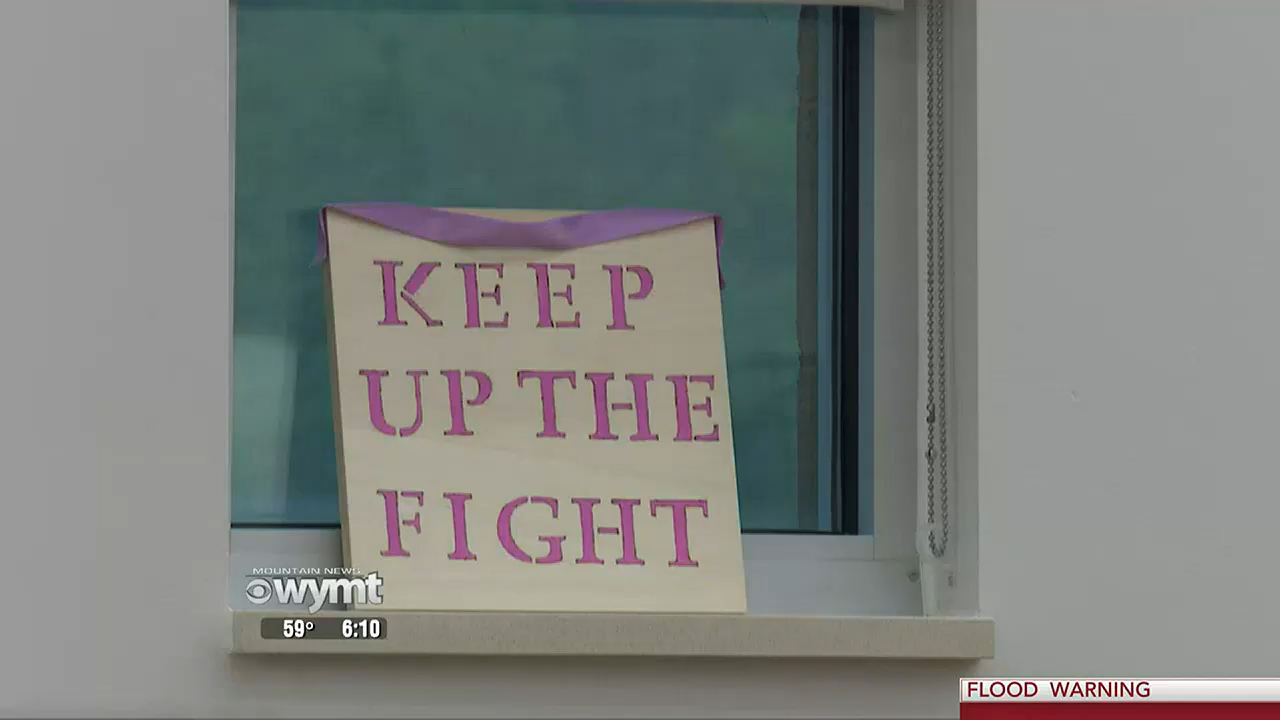 KEEP
UP THE
FIGHT
MOUNTAIN NEWS
wymt
59° 6:10
FLOOD WARNING